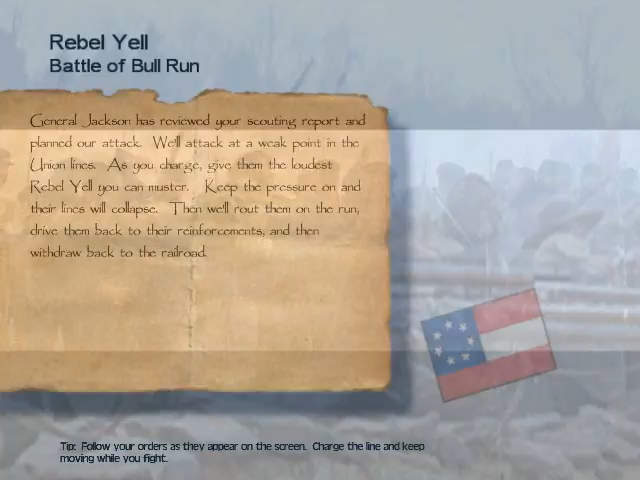 Rebel Yell
Battle of Bull Run
General Jackson has reviewed your scouting report and
planned our attack. We'll attack at a weak point in the
Union lines. As you charge, give them the loudest
Rebel Yell you can muster. Keep the pressure on and
their lines will collapse. Then we'll rout them on the run,
drive them back to their reinforcements, and then
withdraw back to the railroad.
Tip: Follow your orders as they appear on the screen. Charge the line and keep
moving while you fight.